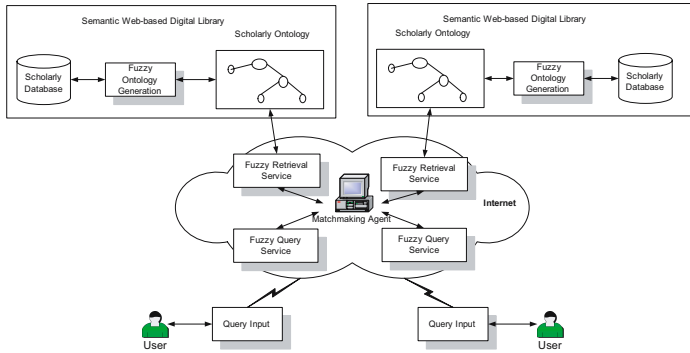 Semantic Web-based Digital Library
Scholarly Ontology
Scholarly
Database
Fuzzy
Ontology
Generation
Semantic Web-based Digital Library
Scholarly Ontology
Fuzzy
Ontology
Generation
Scholarly
Database
Fuzzy Retrieval
Service
Fuzzy Retrieval
Service
Internet
Matchmaking Agent
Fuzzy Query
Service
Fuzzy Query
Service
Query Input
User
Query Input
User